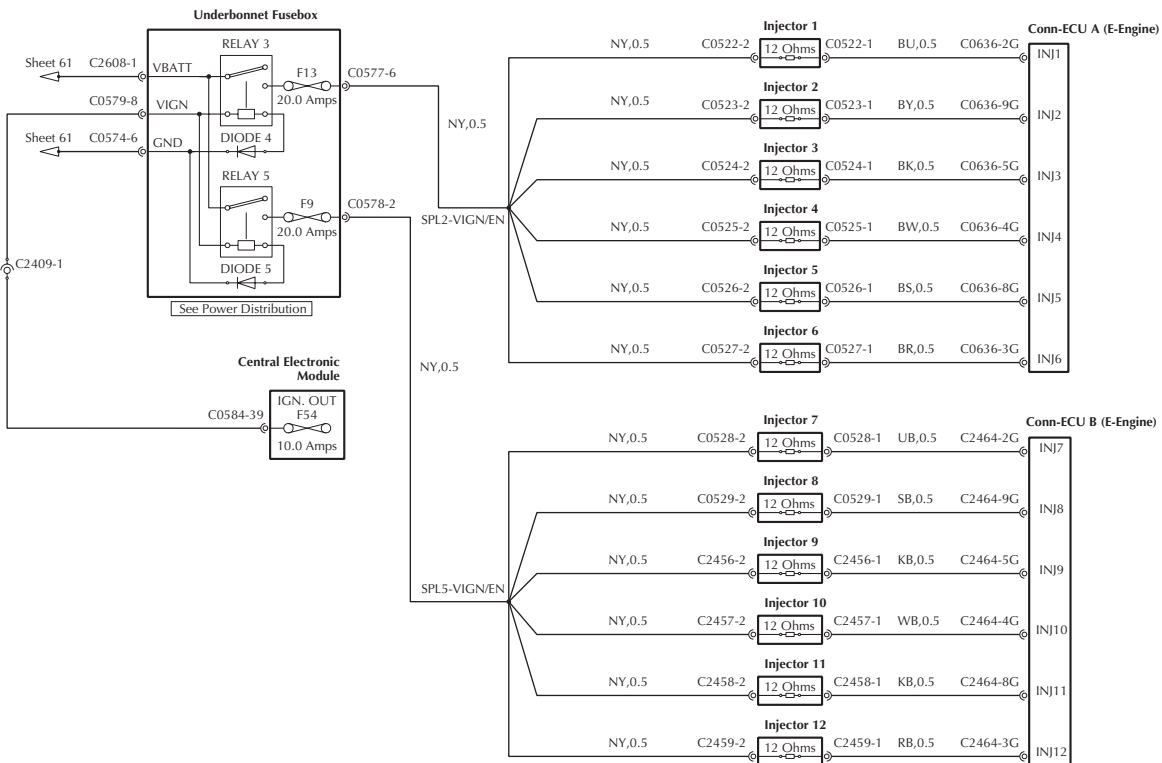 Underbonnet Fusebox
RELAY 3
Sheet 61 C2608-1 VBATT
F13 C0577-6
20.0 Amps
C0579-8 VIGN
DIODE 4
Sheet 61 C0574-6 GND
RELAY 5
F9 C0578-2
20.0 Amps
DIODE 5
See Power Distribution
C2409-1
NY,0.5
SPL2-VIGN/EN
NY,0.5
SPL5-VIGN/EN
Central Electronic
Module
IGN. OUT
C0584-39 F54
10.0 Amps
Conn-ECU A (E-Engine)
Injector 1
NY,0.5 C0522-2 12 Ohms C0522-1 BU,0.5 C0636-2G INJ1
Injector 2
NY,0.5 C0523-2 12 Ohms C0523-1 BY,0.5 C0636-9G INJ2
Injector 3
NY,0.5 C0524-2 12 Ohms C0524-1 BK,0.5 C0636-5G INJ3
Injector 4
NY,0.5 C0525-2 12 Ohms C0525-1 BW,0.5 C0636-4G INJ4
Injector 5
NY,0.5 C0526-2 12 Ohms C0526-1 BS,0.5 C0636-8G INJ5
Injector 6
NY,0.5 C0527-2 12 Ohms C0527-1 BR,0.5 C0636-3G INJ6
Conn-ECU B (E-Engine)
Injector 7
NY,0.5 C0528-2 12 Ohms C0528-1 UB,0.5 C2464-2G INJ7
Injector 8
NY,0.5 C0529-2 12 Ohms C0529-1 SB,0.5 C2464-9G INJ8
Injector 9
NY,0.5 C2456-2 12 Ohms C2456-1 KB,0.5 C2464-5G INJ9
Injector 10
NY,0.5 C2457-2 12 Ohms C2457-1 WB,0.5 C2464-4G INJ10
Injector 11
NY,0.5 C2458-2 12 Ohms C2458-1 KB,0.5 C2464-8G INJ11
Injector 12
NY,0.5 C2459-2 12 Ohms C2459-1 RB,0.5 C2464-3G INJ12